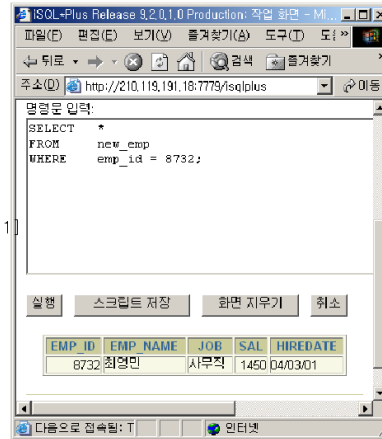 iSQL*Plus Release 9,2,0,1,0 Production: 작업 화면 - Mi...
파일(F) 편집(E) 보기(V) 즐겨찾기(A) 도구(T)
뒤로 검색 즐겨찾기
주소(D) http://210,119,191,18:7779/isqlplus 이동
명령문 입력:
SELECT *
FROM new_emp
WHERE emp_id = 8732;
1
실행 스크립트 저장 화면 지우기 취소
EMP_ID EMP_NAME JOB SAL HIREDATE
8732 최영민 사무직 1450 04/03/01
다음으로 접속됨: T 인터넷